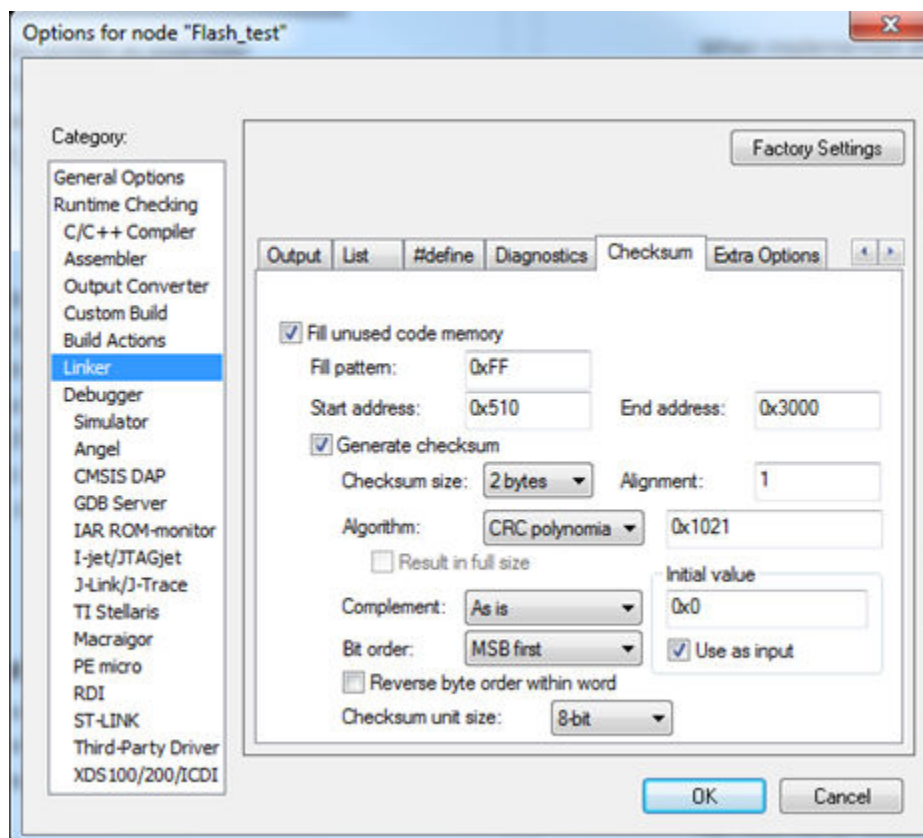 Options for node "Flash_test"
Category:
General Options
Runtime Checking
C/C++ Compiler
Assembler
Output Converter
Custom Build
Build Actions
Linker
Debugger
Simulator
Angel
CMSIS DAP
GDB Server
IAR ROM-monitor
I-jet/JTAGjet
J-Link/J-Trace
TI Stellaris
Macraigor
PE micro
RDI
ST-LINK
Third-Party Driver
XDS100/200/ICDI
Factory Settings
Output List #define Diagnostics Checksum Extra Options
Fill unused code memory
Fill pattern: 0xFF
Start address: 0x510 End address: 0x3000
Generate checksum
Checksum size: 2 bytes Alignment: 1
Algorithm: CRC polynomia 0x1021
Result in full size
Initial value
Complement: As is 0x0
Bit order: MSB first Use as input
Reverse byte order within word
Checksum unit size: 8-bit
OK Cancel